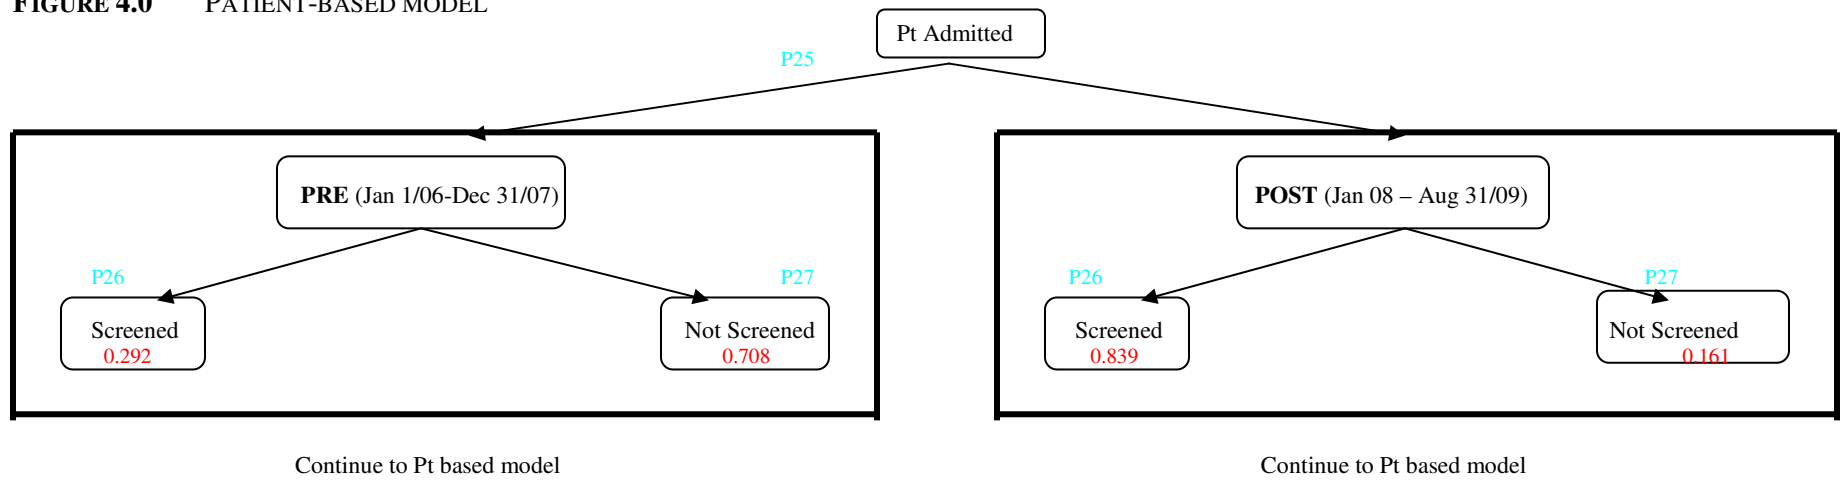 FIGURE 4.0 PATIENT-BASED MODEL
Pt Admitted
P25
PRE (Jan 1/06-Dec 31/07)
POST (Jan 08 – Aug 31/09)
P26
P27
P26
P27
Screened
0.292
Not Screened
0.708
Screened
0.839
Not Screened
0.161
Continue to Pt based model
Continue to Pt based model